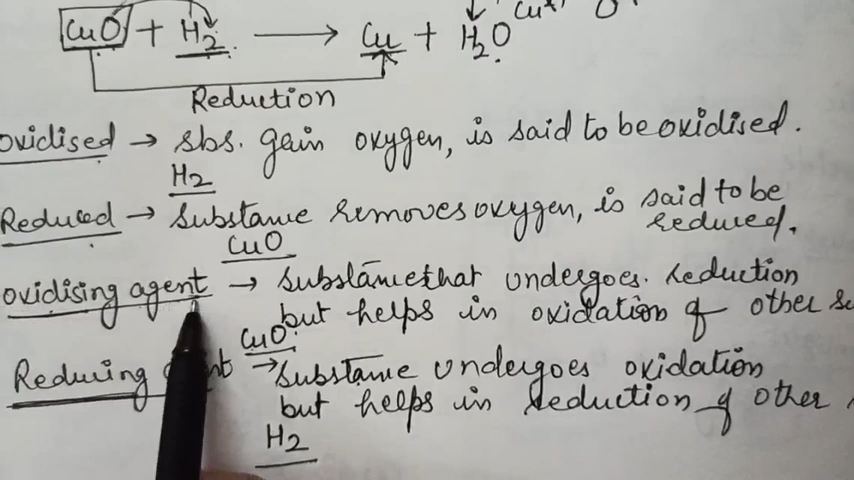 CuO + H2 → Cu + H2O
Cu
Reduction
oxidised → sbs. gain oxygen, is said to be oxidised.
H2
Reduced → substance removes oxygen, is said to be
reduced.
CuO
oxidising agent → substance that undergoes reduction
but helps in oxidation of other
CuO
Reducing → substance undergoes oxidation
but helps in reduction of other
H2